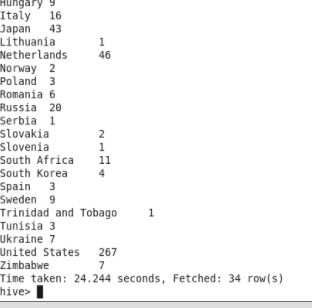 Hungary 9
Italy 16
Japan 43
Lithuania 1
Netherlands 46
Norway 2
Poland 3
Romania 6
Russia 20
Serbia 1
Slovakia 2
Slovenia 1
South Africa 11
South Korea 4
Spain 3
Sweden 9
Trinidad and Tobago 1
Tunisia 3
Ukraine 7
United States 267
Zimbabwe 7
Time taken: 24.244 seconds, Fetched: 34 row(s)
hive>